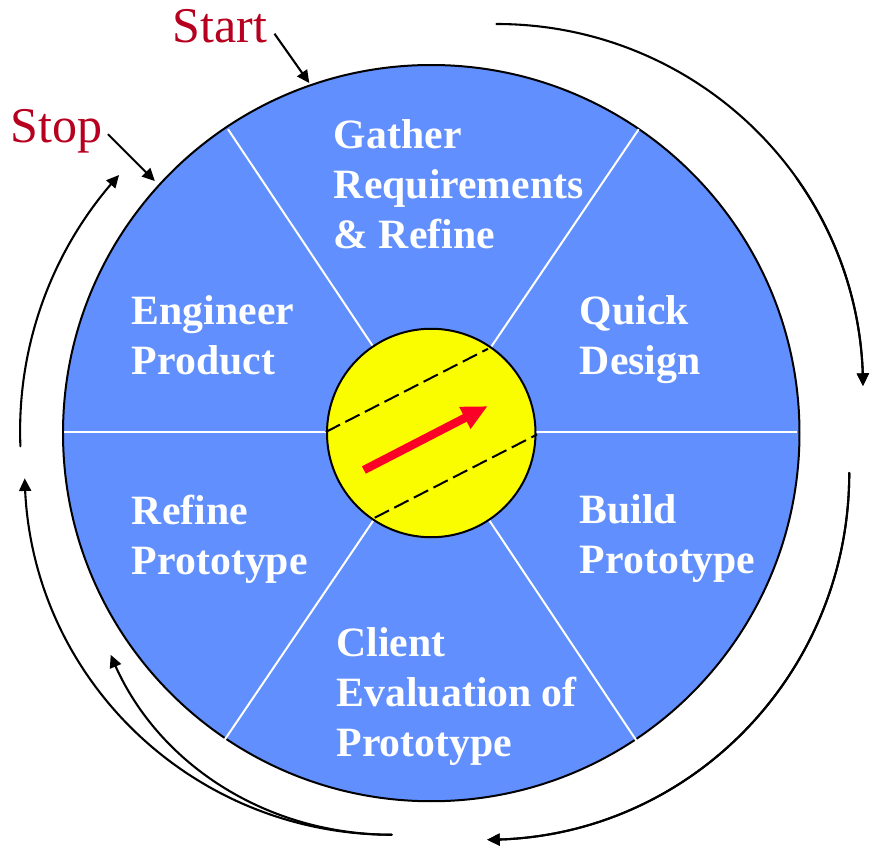 Start
Stop
Gather
Requirements
& Refine
Quick
Design
Build
Prototype
Client
Evaluation of
Prototype
Refine
Prototype
Engineer
Product